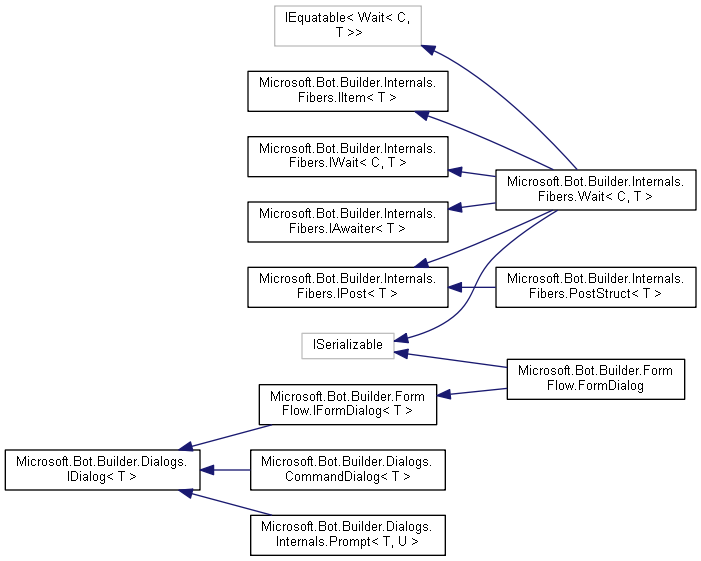 IEquatable< Wait< C,
T >>
Microsoft.Bot.Builder.Internals.
Fibers.IItem< T >
Microsoft.Bot.Builder.Internals.
Fibers.IWait< C, T >
Microsoft.Bot.Builder.Internals.
Fibers.Wait< C, T >
Microsoft.Bot.Builder.Internals.
Fibers.IAwaiter< T >
Microsoft.Bot.Builder.Internals.
Fibers.IPost< T >
Microsoft.Bot.Builder.Internals.
Fibers.PostStruct< T >
ISerializable
Microsoft.Bot.Builder.Form
Flow.FormDialog
Microsoft.Bot.Builder.Form
Flow.IFormDialog< T >
Microsoft.Bot.Builder.Dialogs.
IDialog< T >
Microsoft.Bot.Builder.Dialogs.
CommandDialog< T >
Microsoft.Bot.Builder.Dialogs.
Internals.Prompt< T, U >